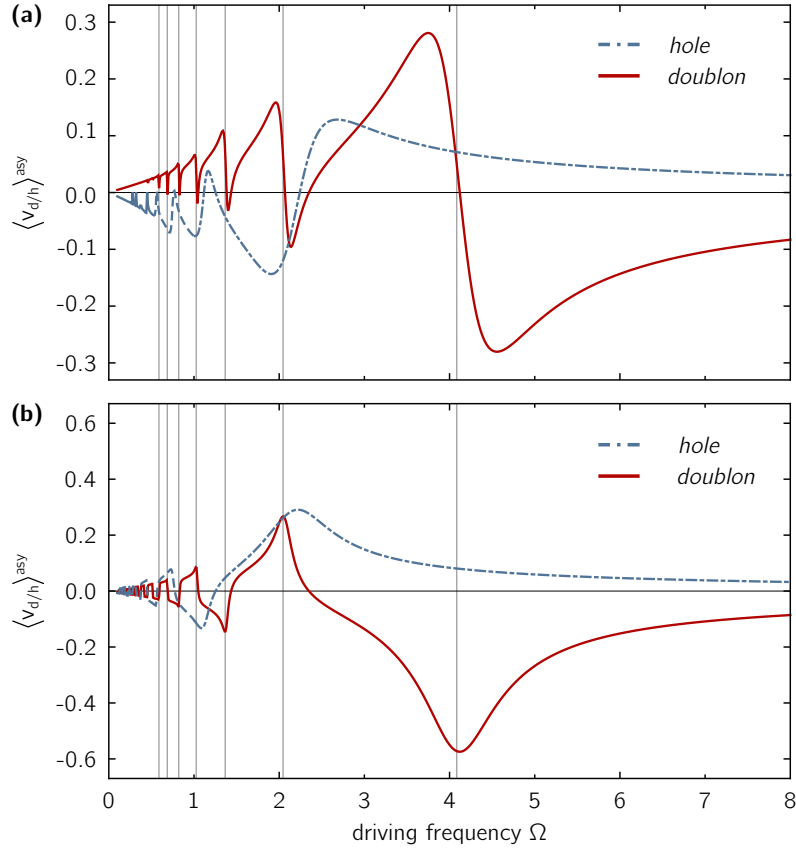 (a)
0.3
0.2
0.1
0.0
-0.1
-0.2
-0.3
⟨v_{d/h}⟩^{asy}
hole
doublon
(b)
0.6
0.4
0.2
0.0
-0.2
-0.4
-0.6
⟨v_{d/h}⟩^{asy}
hole
doublon
0 1 2 3 4 5 6 7 8
driving frequency Ω